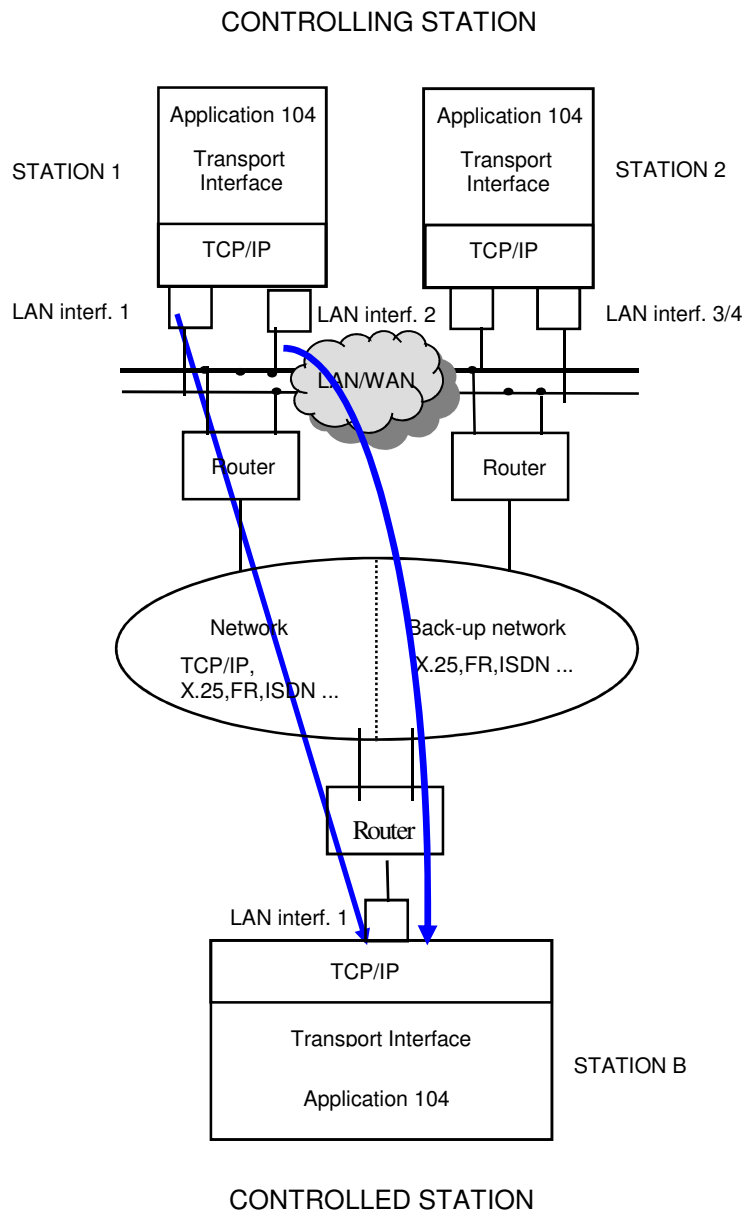 CONTROLLING STATION
Application 104
Transport
Interface
TCP/IP
STATION 1
Application 104
Transport
Interface
TCP/IP
STATION 2
LAN interf. 1
LAN interf. 2
LAN interf. 3/4
LAN/WAN
Router
Router
Network
TCP/IP,
X.25,FR,ISDN ...
Back-up network
X.25,FR,ISDN ...
Router
LAN interf. 1
TCP/IP
Transport Interface
Application 104
STATION B
CONTROLLED STATION